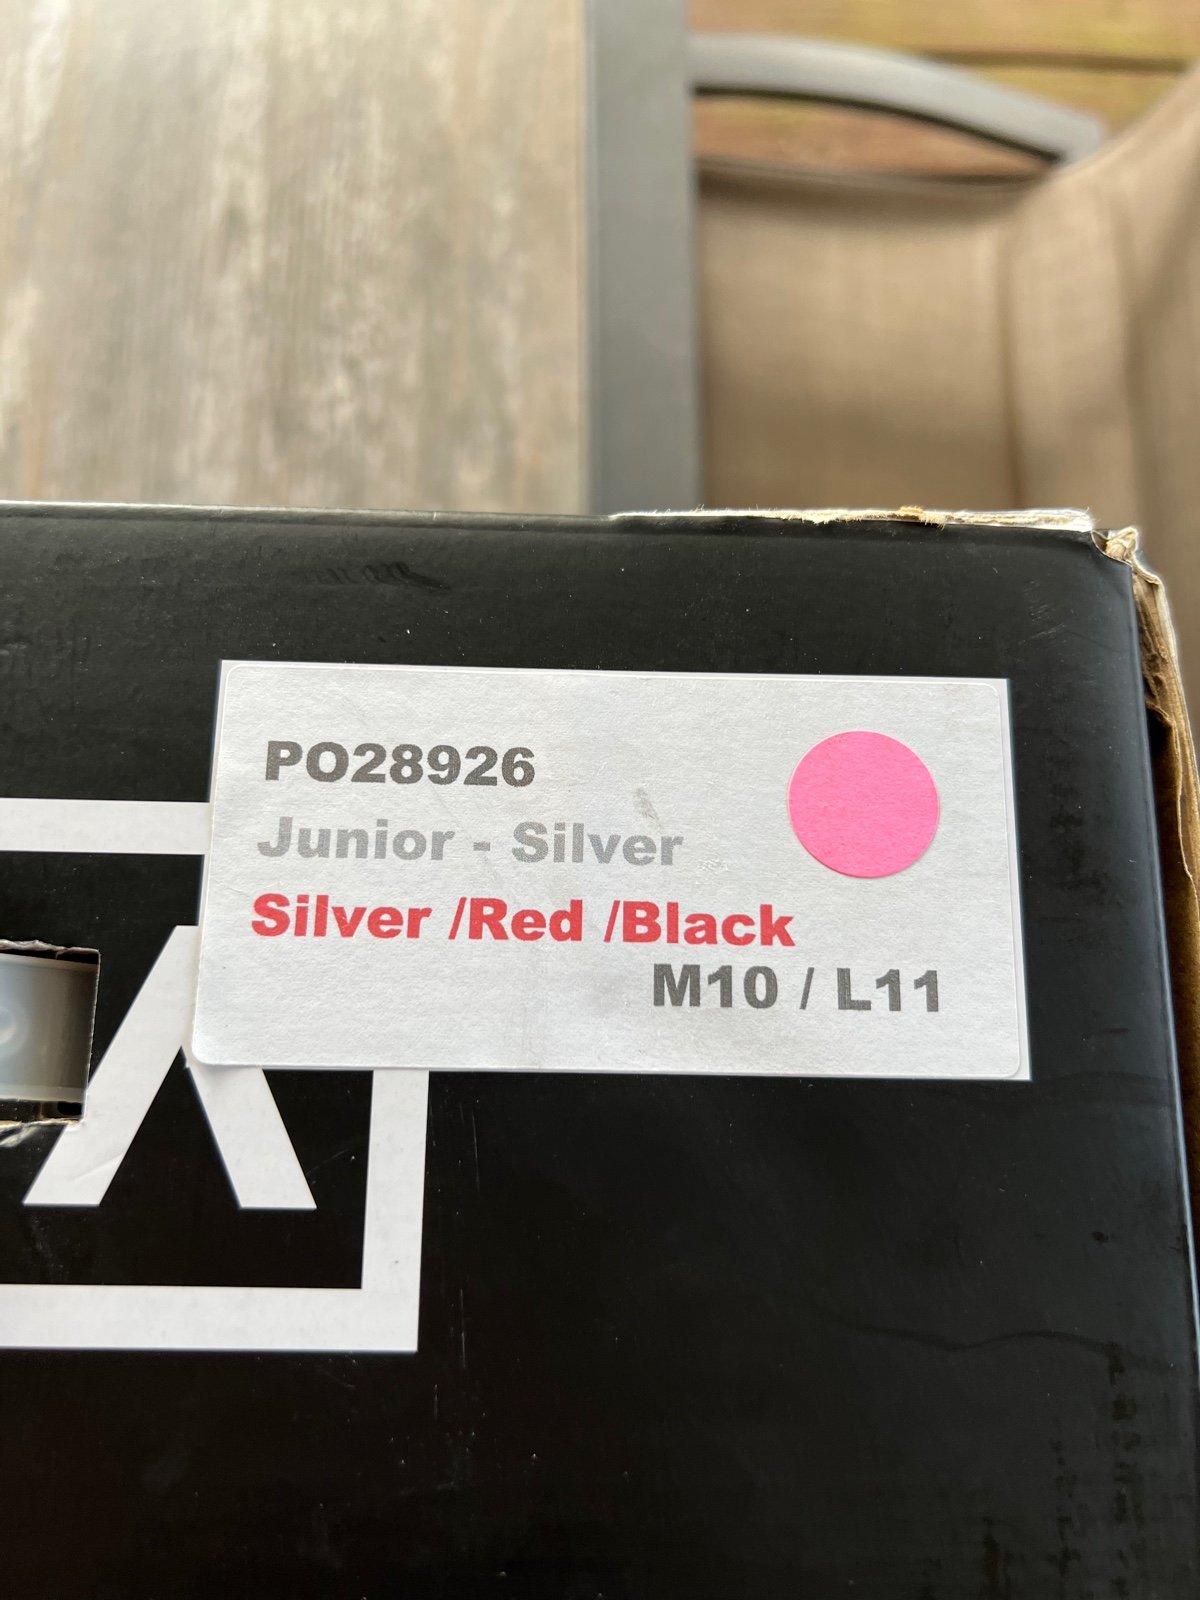 PO28926
Junior - Silver
Silver /Red /Black
M10 / L11